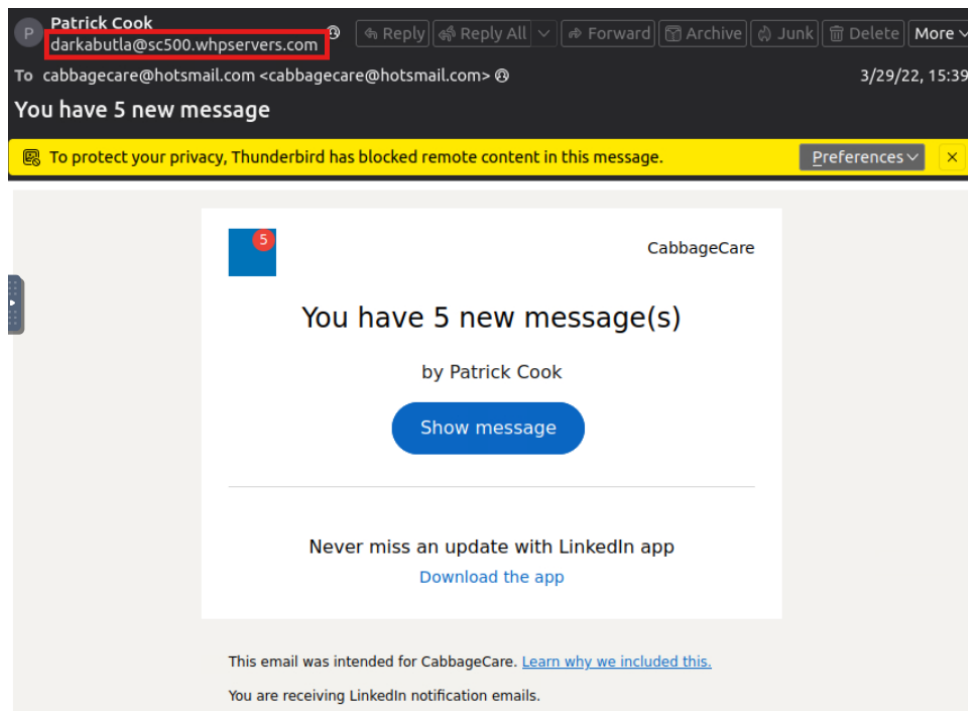 P
Patrick Cook
darkabutla@sc500.whpservers.com
Reply Reply All Forward Archive Junk Delete More
To cabbagecare@hotsmail.com <cabbagecare@hotsmail.com>
3/29/22, 15:39
You have 5 new message
To protect your privacy, Thunderbird has blocked remote content in this message.
Preferences
5
CabbageCare
You have 5 new message(s)
by Patrick Cook
Show message
Never miss an update with LinkedIn app
Download the app
This email was intended for CabbageCare. Learn why we included this.
You are receiving LinkedIn notification emails.